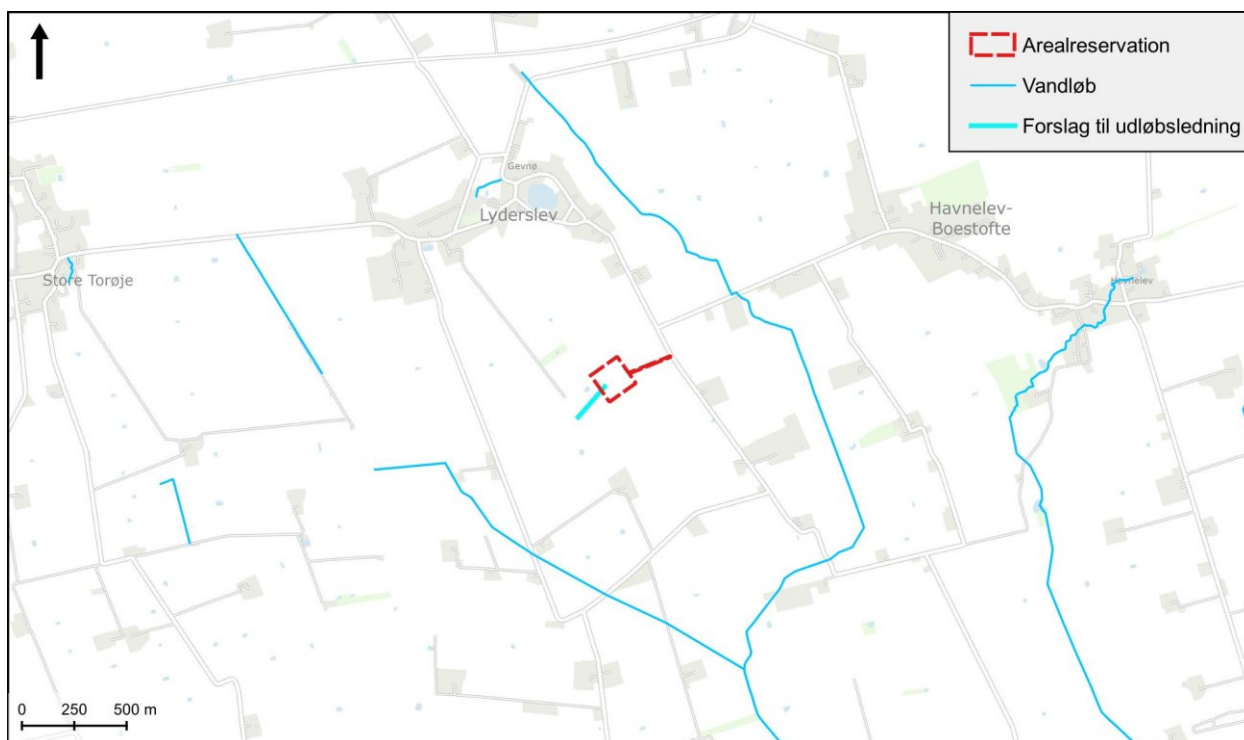 Arealreservation
Vandløb
Forslag til udløbsledning
Gevnø
Lyderslev
Havnelev-
Boestofte
Store Torøje
Havnelev
0 250 500 m